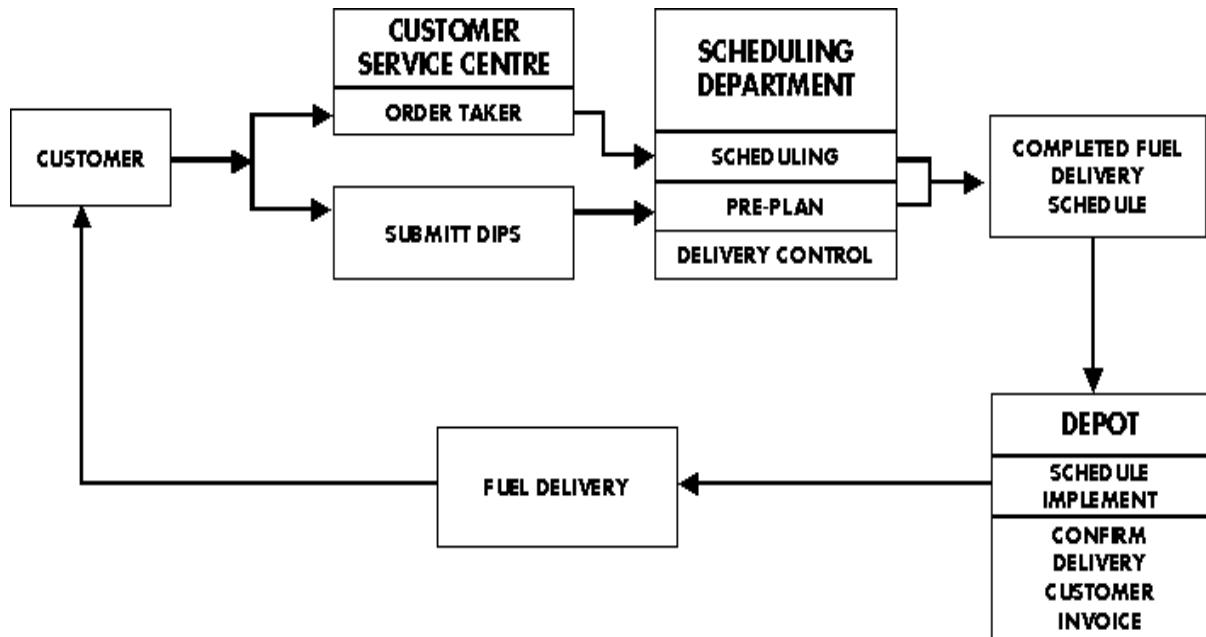 CUSTOMER
CUSTOMER
SERVICE CENTRE
ORDER TAKER
SUBMITT DIPS
SCHEDULING
DEPARTMENT
SCHEDULING
PRE-PLAN
DELIVERY CONTROL
COMPLETED FUEL
DELIVERY
SCHEDULE
DEPOT
SCHEDULE
IMPLEMENT
CONFIRM
DELIVERY
CUSTOMER
INVOICE
FUEL DELIVERY